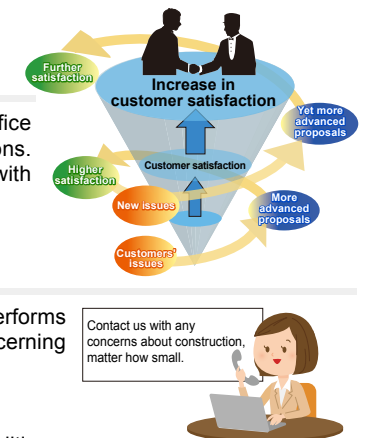 Further
satisfaction
Increase in
customer satisfaction
Yet more
advanced
proposals
fice
ons.
with
Customer satisfaction
Higher
satisfaction
New issues
More
advanced
proposals
Customers'
issues
erforms
cerning
Contact us with any
concerns about construction,
matter how small.